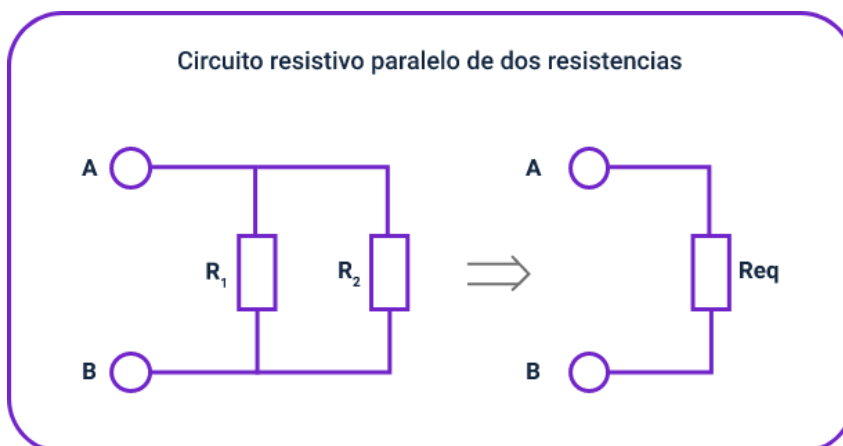 Circuito resistivo paralelo de dos resistencias
A
A
R₁
R₂
Req
B
B